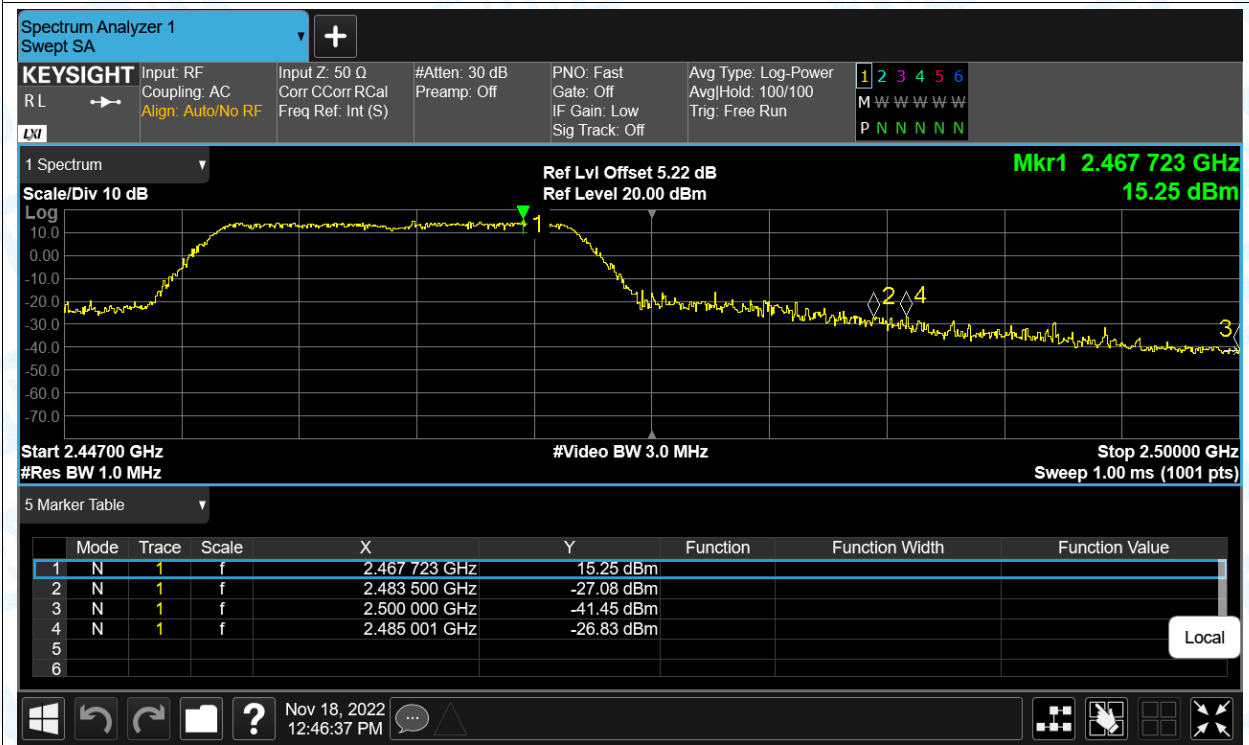 Spectrum Analyzer 1
Swept SA
KEYSIGHT
R L
LXI
Input: RF
Coupling: AC
Align: Auto/No RF
Input Z: 50 Ω
Corr CCorr RCal
Freq Ref: Int (S)
#Atten: 30 dB
Preamp: Off
PNO: Fast
Gate: Off
IF Gain: Low
Sig Track: Off
Avg Type: Log-Power
Avg|Hold: 100/100
Trig: Free Run
1 2 3 4 5 6
M W W W W W
P N N N N N
1 Spectrum
Scale/Div 10 dB
Ref Lvl Offset 5.22 dB
Ref Level 20.00 dBm
Mkr1 2.467 723 GHz
15.25 dBm
Log
10.0
0.00
-10.0
-20.0
-30.0
-40.0
-50.0
-60.0
-70.0
1
2
4
3
Start 2.44700 GHz
#Res BW 1.0 MHz
#Video BW 3.0 MHz
Stop 2.50000 GHz
Sweep 1.00 ms (1001 pts)
5 Marker Table
Mode Trace Scale X Y Function Function Width Function Value
1 N 1 f 2.467 723 GHz 15.25 dBm
2 N 1 f 2.483 500 GHz -27.08 dBm
3 N 1 f 2.500 000 GHz -41.45 dBm
4 N 1 f 2.485 001 GHz -26.83 dBm
5
6
Local
?
Nov 18, 2022
12:46:37 PM